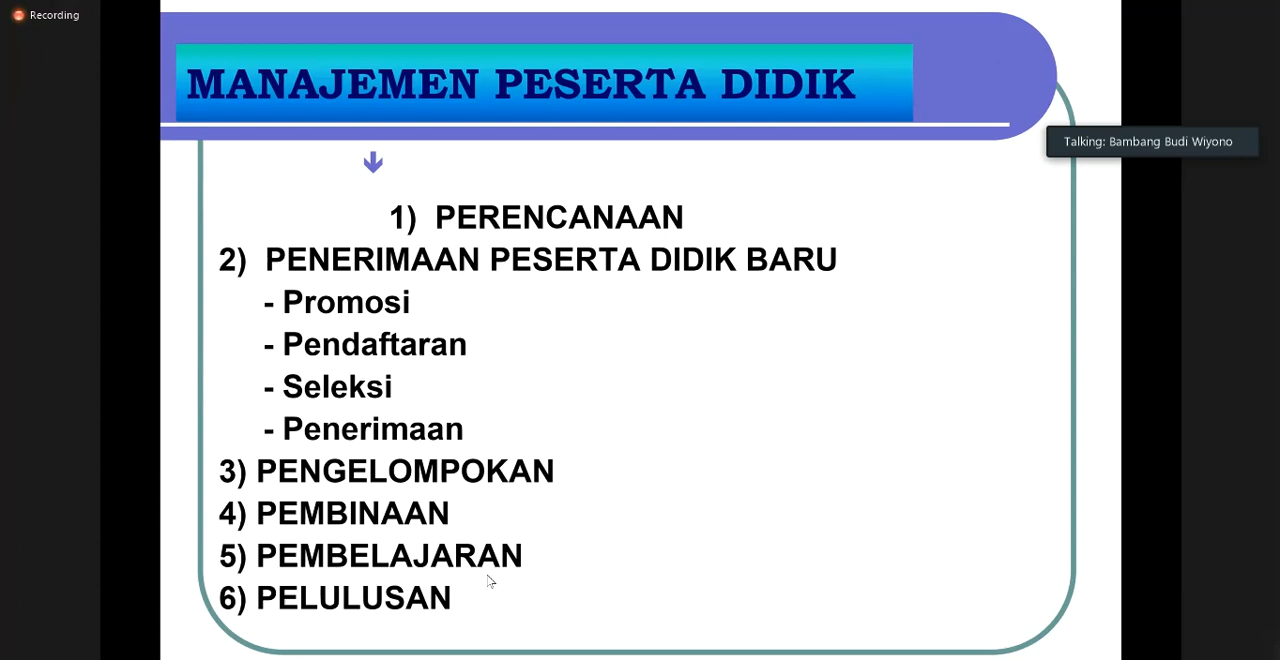 Recording
MANAJEMEN PESERTA DIDIK
Talking: Bambang Budi Wiyono
1) PERENCANAAN
2) PENERIMAAN PESERTA DIDIK BARU
- Promosi
- Pendaftaran
- Seleksi
- Penerimaan
3) PENGELOMPOKAN
4) PEMBINAAN
5) PEMBELAJARAN
6) PELULUSAN